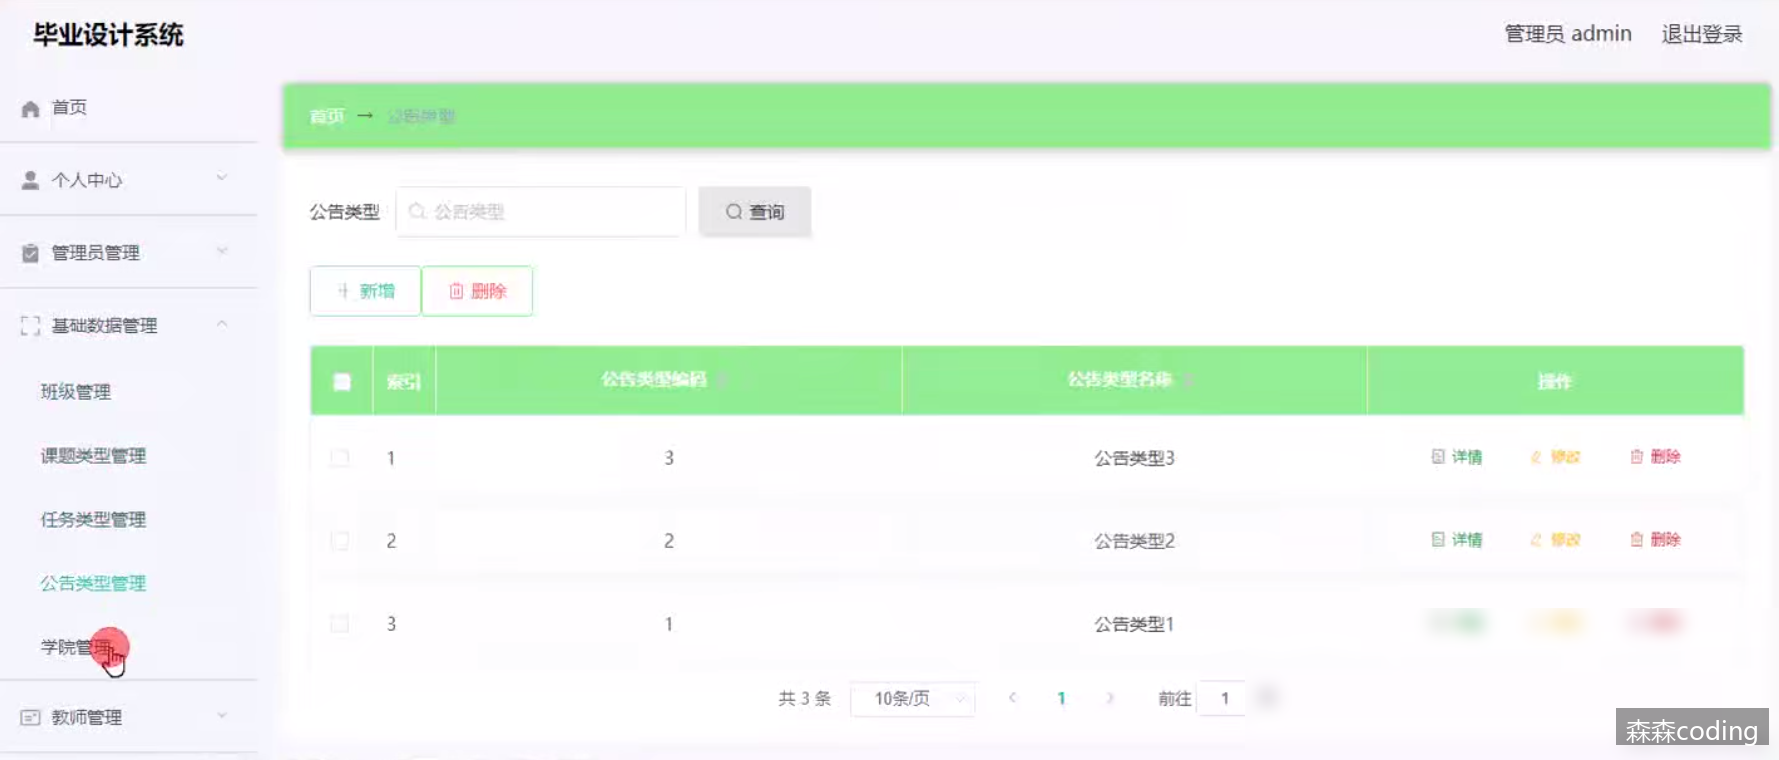 毕业设计系统
管理员 admin 退出登录
首页
个人中心
管理员管理
基础数据管理
班级管理
课题类型管理
任务类型管理
公告类型管理
学院管理
教师管理
首页 → 公告类型
公告类型 公告类型 查询
新增 删除
索引 公告类型编码 公告类型名称 操作
1 3 公告类型3 详情 修改 删除
2 2 公告类型2 详情 修改 删除
3 1 公告类型1
共 3 条 10条/页 1 前往 1
森森coding